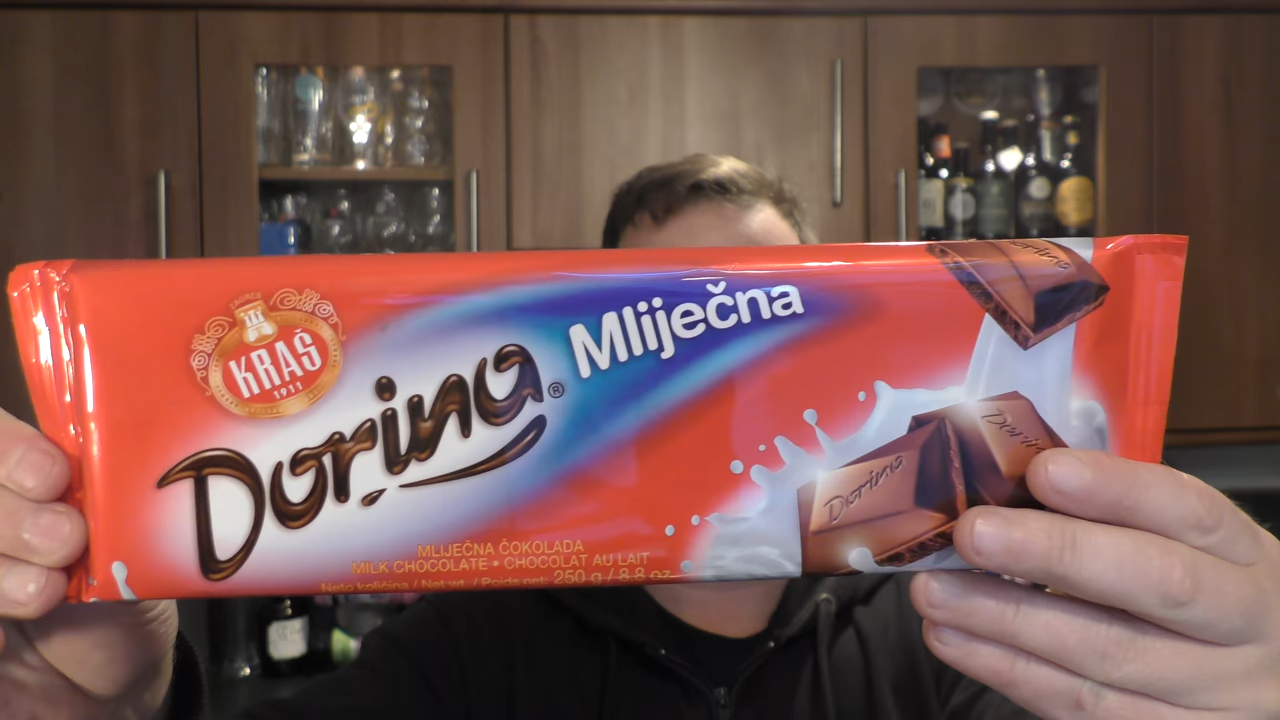 ZAGREB
KRAŠ
1911
Dorina®
Mliječna
Dorina
Dorina
Dorina
MLIJEČNA ČOKOLADA
MILK CHOCOLATE • CHOCOLAT AU LAIT
Neto količina / Net wt. / Poids net: 250 g / 8.8 oz